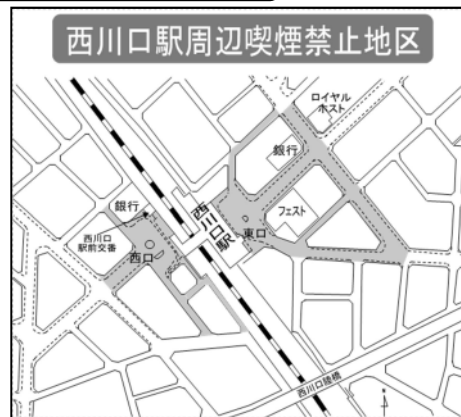 西川口駅周辺喫煙禁止地区
ロイヤル
ホスト
銀行
フェスト
東口
西川口駅
銀行
西川口
駅前交番
西口
西川口陸橋